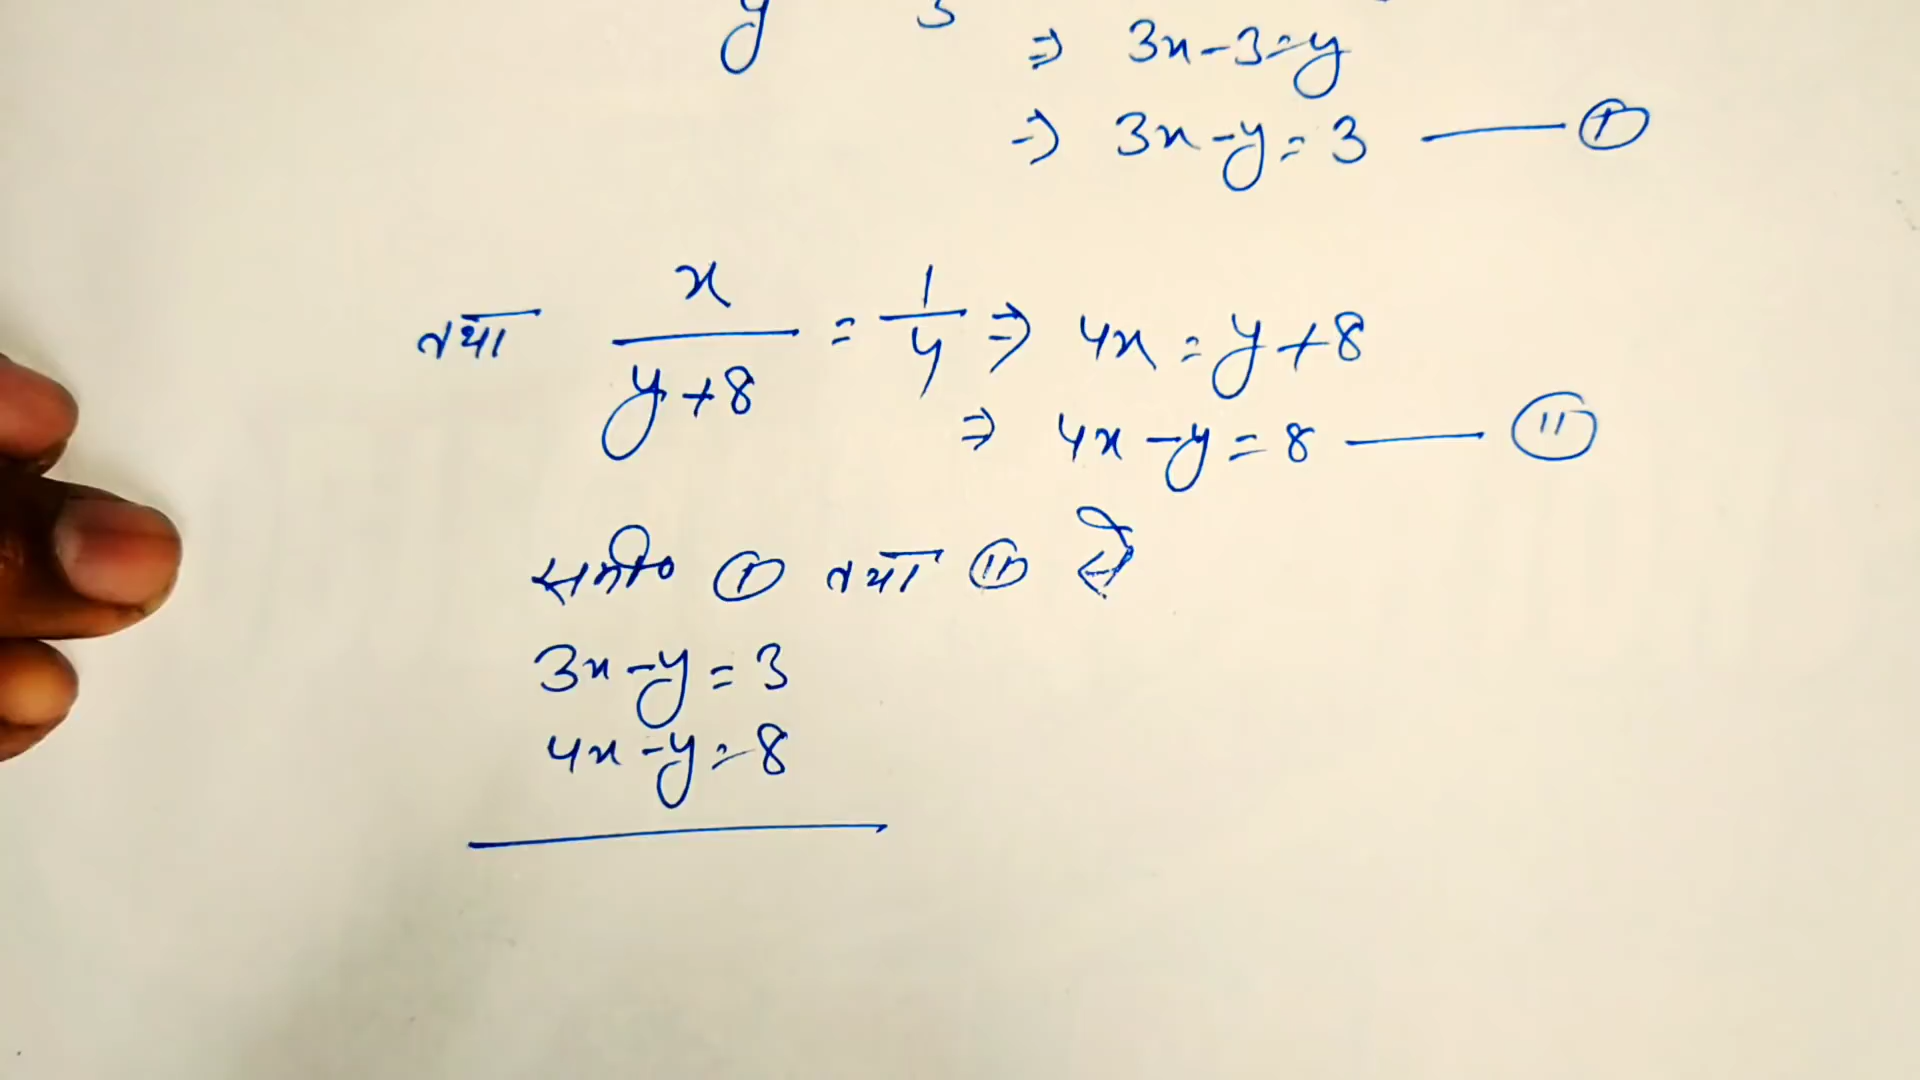 y 3
⇒ 3x-3=y
⇒ 3x-y=3 —— Ⓘ
तथा x/(y+8) = 1/4 ⇒ 4x = y+8
⇒ 4x-y=8 —— (II)
समी० Ⓘ तथा (II) से
3x-y=3
4x-y=8